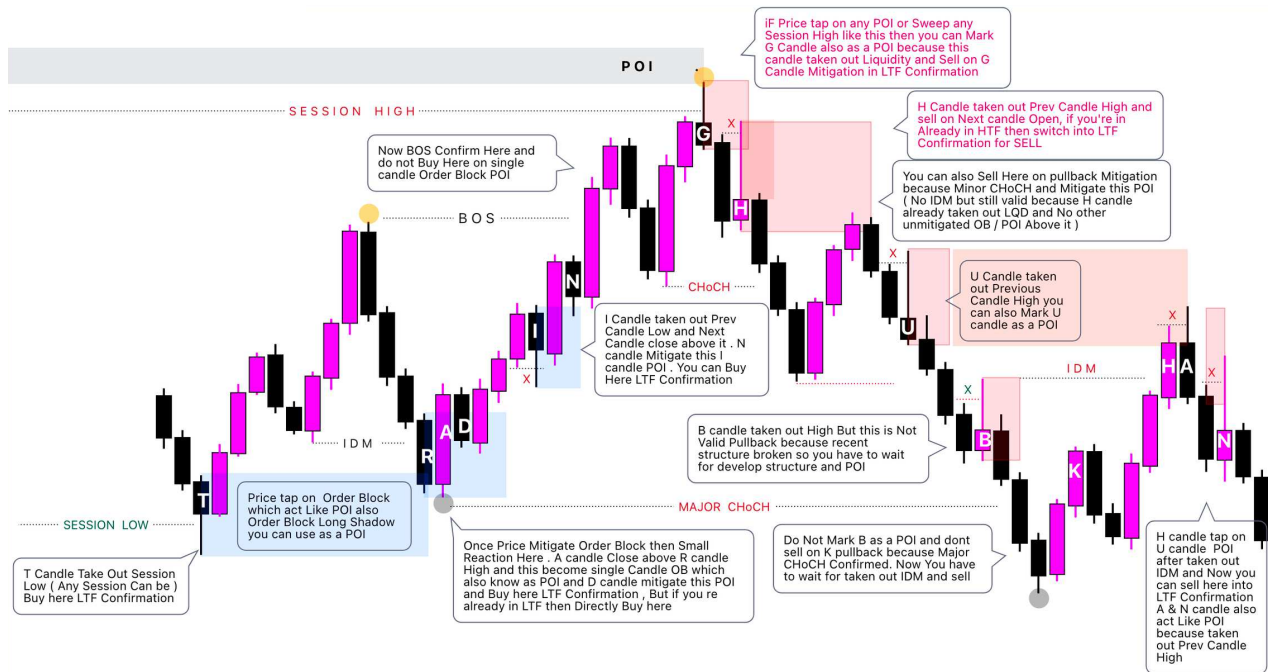 iF Price tap on any POI or Sweep any
Session High like this then you can Mark
G Candle also as a POI because this
candle taken out Liquidity and Sell on G
Candle Mitigation in LTF Confirmation
POI
SESSION HIGH
H Candle taken out Prev Candle High and
sell on Next candle Open, if you're in
Already in HTF then switch into LTF
Confirmation for SELL
G
X
Now BOS Confirm Here and
do not Buy Here on single
candle Order Block POI
You can also Sell Here on pullback Mitigation
because Minor CHoCH and Mitigate this POI
( No IDM but still valid because H candle
already taken out LQD and No other
unmitigated OB / POI Above it )
H
BOS
X
N
CHoCH
U Candle taken
out Previous
Candle High you
can also Mark U
candle as a POI
I
U
X
I Candle taken out Prev
Candle Low and Next
Candle close above it . N
candle Mitigate this I
candle POI . You can Buy
Here LTF Confirmation
X
H
A
IDM
X
X
B candle taken out High But this is Not
Valid Pullback because recent
structure broken so you have to wait
for develop structure and POI
A
D
IDM
R
B
N
K
T
Price tap on Order Block
which act Like POI also
Order Block Long Shadow
you can use as a POI
SESSION LOW
MAJOR CHoCH
T Candle Take Out Session
Low ( Any Session Can be )
Buy here LTF Confirmation
Once Price Mitigate Order Block then Small
Reaction Here . A candle Close above R candle
High and this become single Candle OB which
also know as POI and D candle mitigate this POI
and Buy here LTF Confirmation , But if you re
already in LTF then Directly Buy here
Do Not Mark B as a POI and dont
sell on K pullback because Major
CHoCH Confirmed. Now You have
to wait for taken out IDM and sell
H candle tap on
U candle POI
after taken out
IDM and Now you
can sell here into
LTF Confirmation
A & N candle also
act Like POI
because taken
out Prev Candle
High